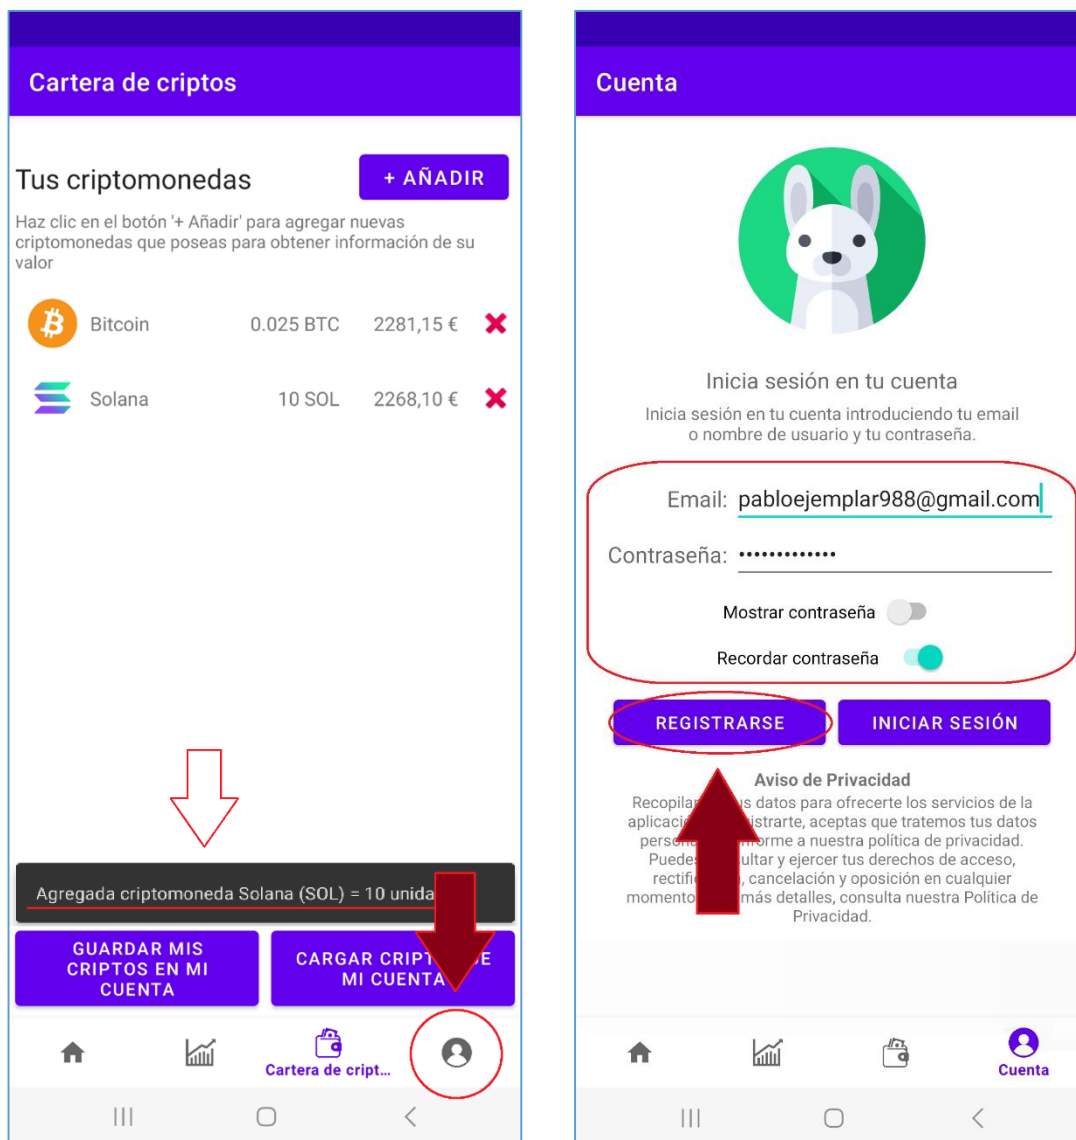 Cartera de criptos
Tus criptomonedas
+ AÑADIR
Haz clic en el botón '+ Añadir' para agregar nuevas
criptomonedas que poseas para obtener información de su
valor
Bitcoin 0.025 BTC 2281,15 €
Solana 10 SOL 2268,10 €
Agregada criptomoneda Solana (SOL) = 10 unida
GUARDAR MIS
CRIPTOS EN MI
CUENTA
CARGAR CRIPT E
MI CUENTA
Cartera de cript...
Cuenta
Inicia sesión en tu cuenta
Inicia sesión en tu cuenta introduciendo tu email
o nombre de usuario y tu contraseña.
Email: pabloejemplar988@gmail.com
Contraseña: •••••••••••••
Mostrar contraseña
Recordar contraseña
REGISTRARSE
INICIAR SESIÓN
Aviso de Privacidad
Recopila us datos para ofrecerte los servicios de la
aplicaci istrarte, aceptas que tratemos tus datos
perso orme a nuestra política de privacidad.
Puedes ultar y ejercer tus derechos de acceso,
rectifi , cancelación y oposición en cualquier
momento más detalles, consulta nuestra Política de
Privacidad.
Cuenta